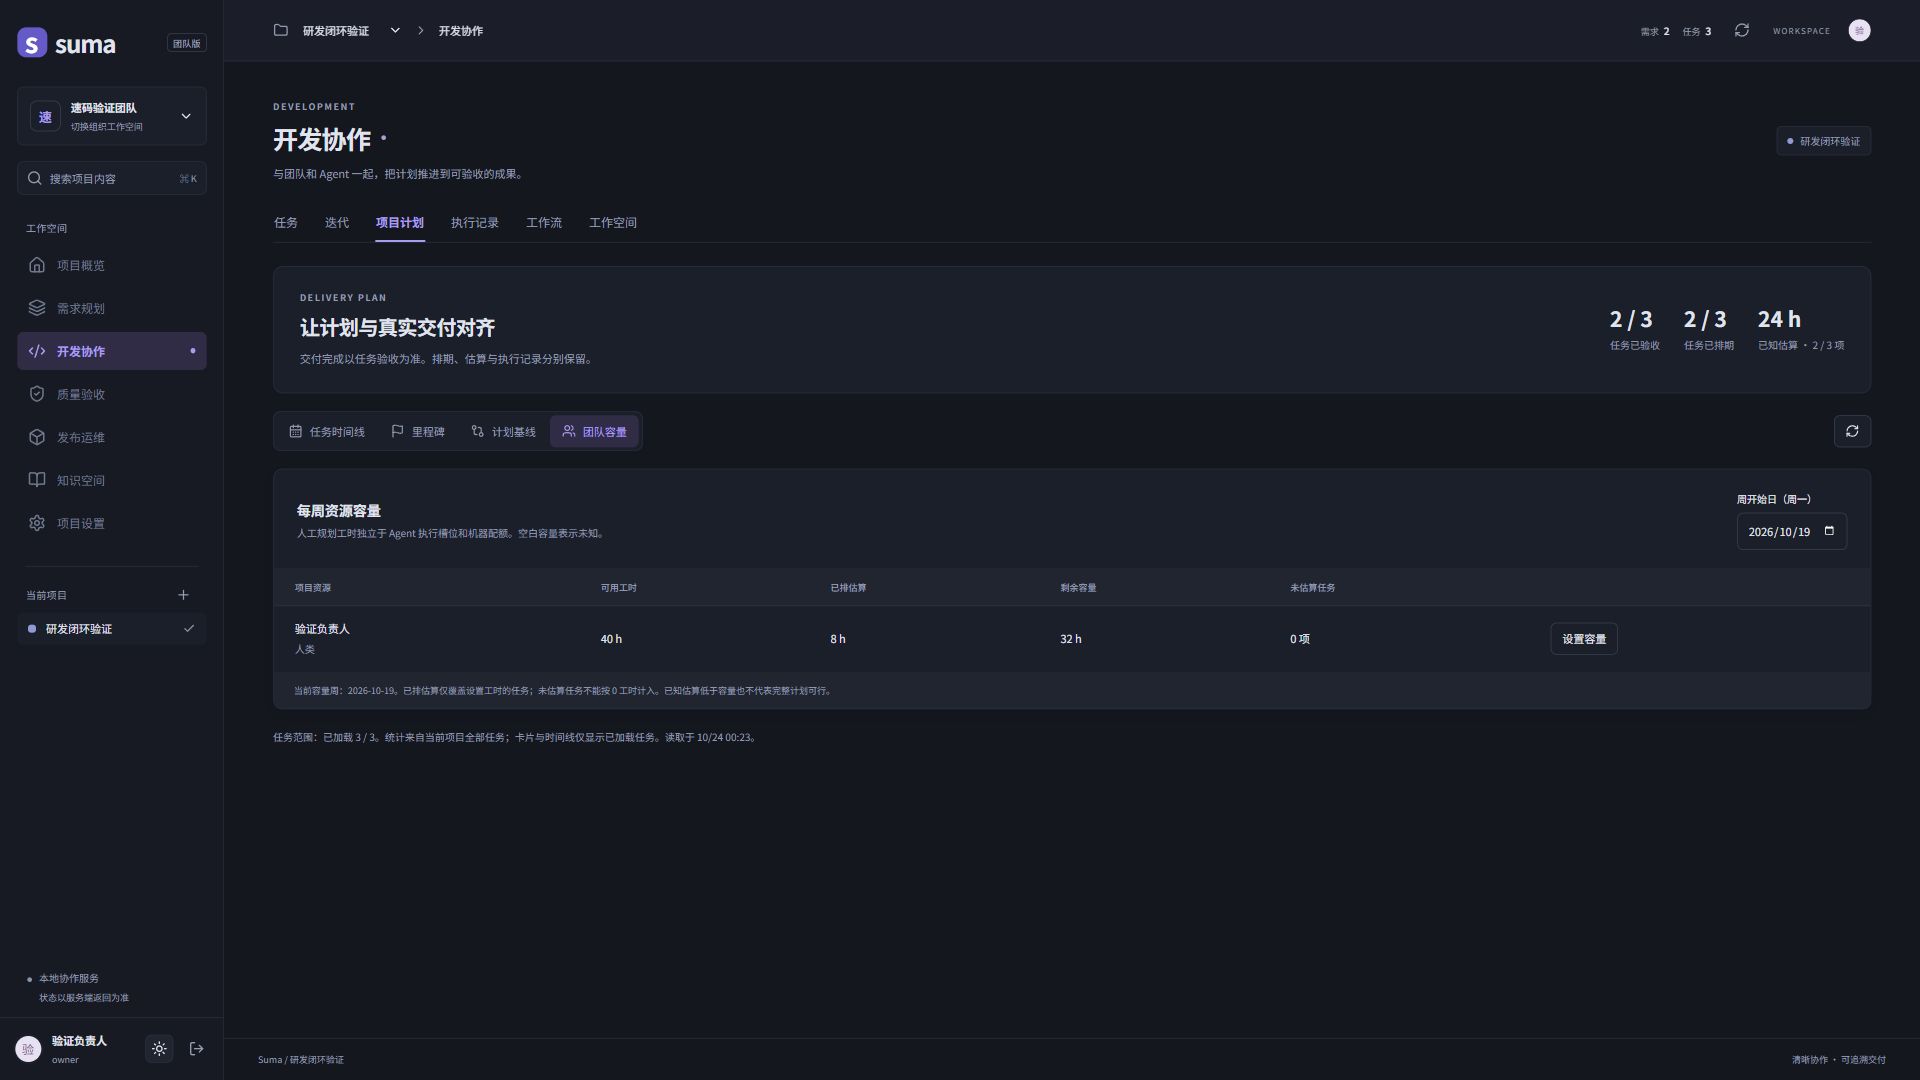 suma
团队版
速
速码验证团队
切换组织工作空间
搜索项目内容
⌘K
工作空间
项目概览
需求规划
开发协作
质量验收
发布运维
知识空间
项目设置
当前项目
研发闭环验证
本地协作服务
状态以服务端返回为准
验
验证负责人
owner
研发闭环验证
开发协作
需求 2
任务 3
WORKSPACE
验
DEVELOPMENT
开发协作
与团队和 Agent 一起，把计划推进到可验收的成果。
研发闭环验证
任务
迭代
项目计划
执行记录
工作流
工作空间
DELIVERY PLAN
让计划与真实交付对齐
交付完成以任务验收为准。排期、估算与执行记录分别保留。
2 / 3
任务已验收
2 / 3
任务已排期
24 h
已知估算 · 2 / 3 项
任务时间线
里程碑
计划基线
团队容量
每周资源容量
人工规划工时独立于 Agent 执行槽位和机器配额。空白容量表示未知。
周开始日（周一）
2026/10/19
项目资源
可用工时
已排估算
剩余容量
未估算任务
验证负责人
人类
40 h
8 h
32 h
0 项
设置容量
当前容量周：2026-10-19。已排估算仅覆盖设置工时的任务；未估算任务不能按 0 工时计入。已知估算低于容量也不代表完整计划可行。
任务范围：已加载 3 / 3。统计来自当前项目全部任务；卡片与时间线仅显示已加载任务。读取于 10/24 00:23。
Suma / 研发闭环验证
清晰协作 · 可追溯交付